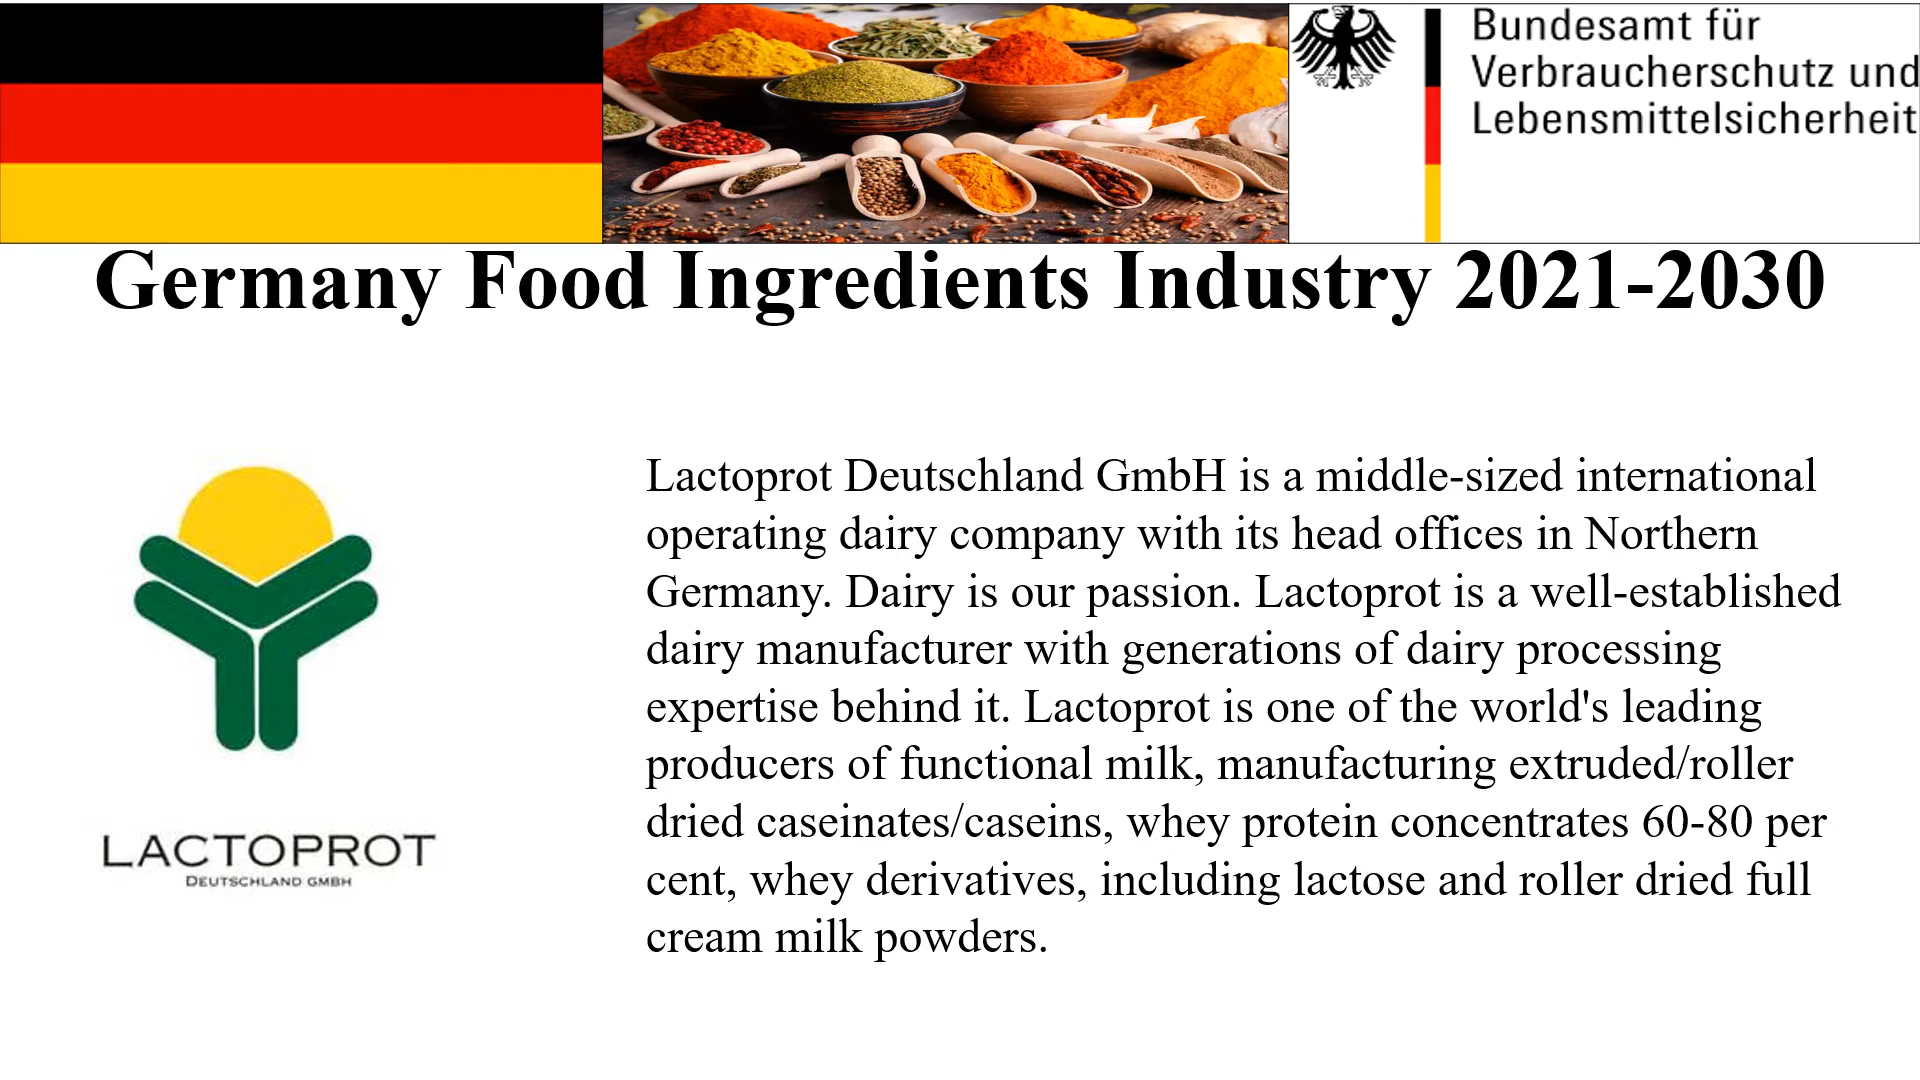 Bundesamt für
Verbraucherschutz und
Lebensmittelsicherheit
Germany Food Ingredients Industry 2021-2030
LACTOPROT
DEUTSCHLAND GMBH
Lactoprot Deutschland GmbH is a middle-sized international
operating dairy company with its head offices in Northern
Germany. Dairy is our passion. Lactoprot is a well-established
dairy manufacturer with generations of dairy processing
expertise behind it. Lactoprot is one of the world's leading
producers of functional milk, manufacturing extruded/roller
dried caseinates/caseins, whey protein concentrates 60-80 per
cent, whey derivatives, including lactose and roller dried full
cream milk powders.